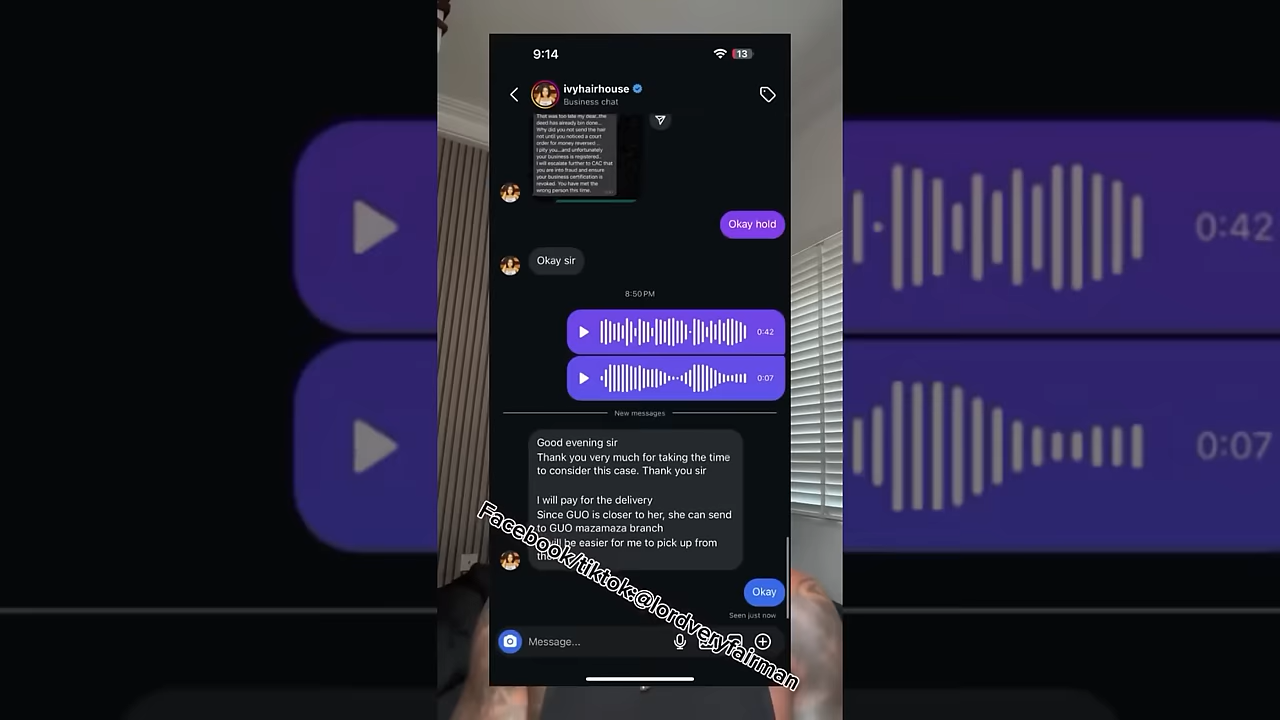 9:14
13
ivyhairhouse
Business chat
That was too late my dear..the
deed has already bin done..
Why did you not send the hair
not until you noticed a court
order for money reversed ...
I pity you...and unfortunately
your business is registered..
I will escalate further to CAC that
you are into fraud and ensure
your business certification is
revoked. You have met the
wrong person this time.
Okay hold
Okay sir
8:50 PM
0:42
0:07
0:42
0:07
New messages
Good evening sir
Thank you very much for taking the time
to consider this case. Thank you sir
I will pay for the delivery
Since GUO is closer to her, she can send
to GUO mazamaza branch
will be easier for me to pick up from
Okay
Seen just now
Message...
Facebook/tiktok:@lordveryfairman